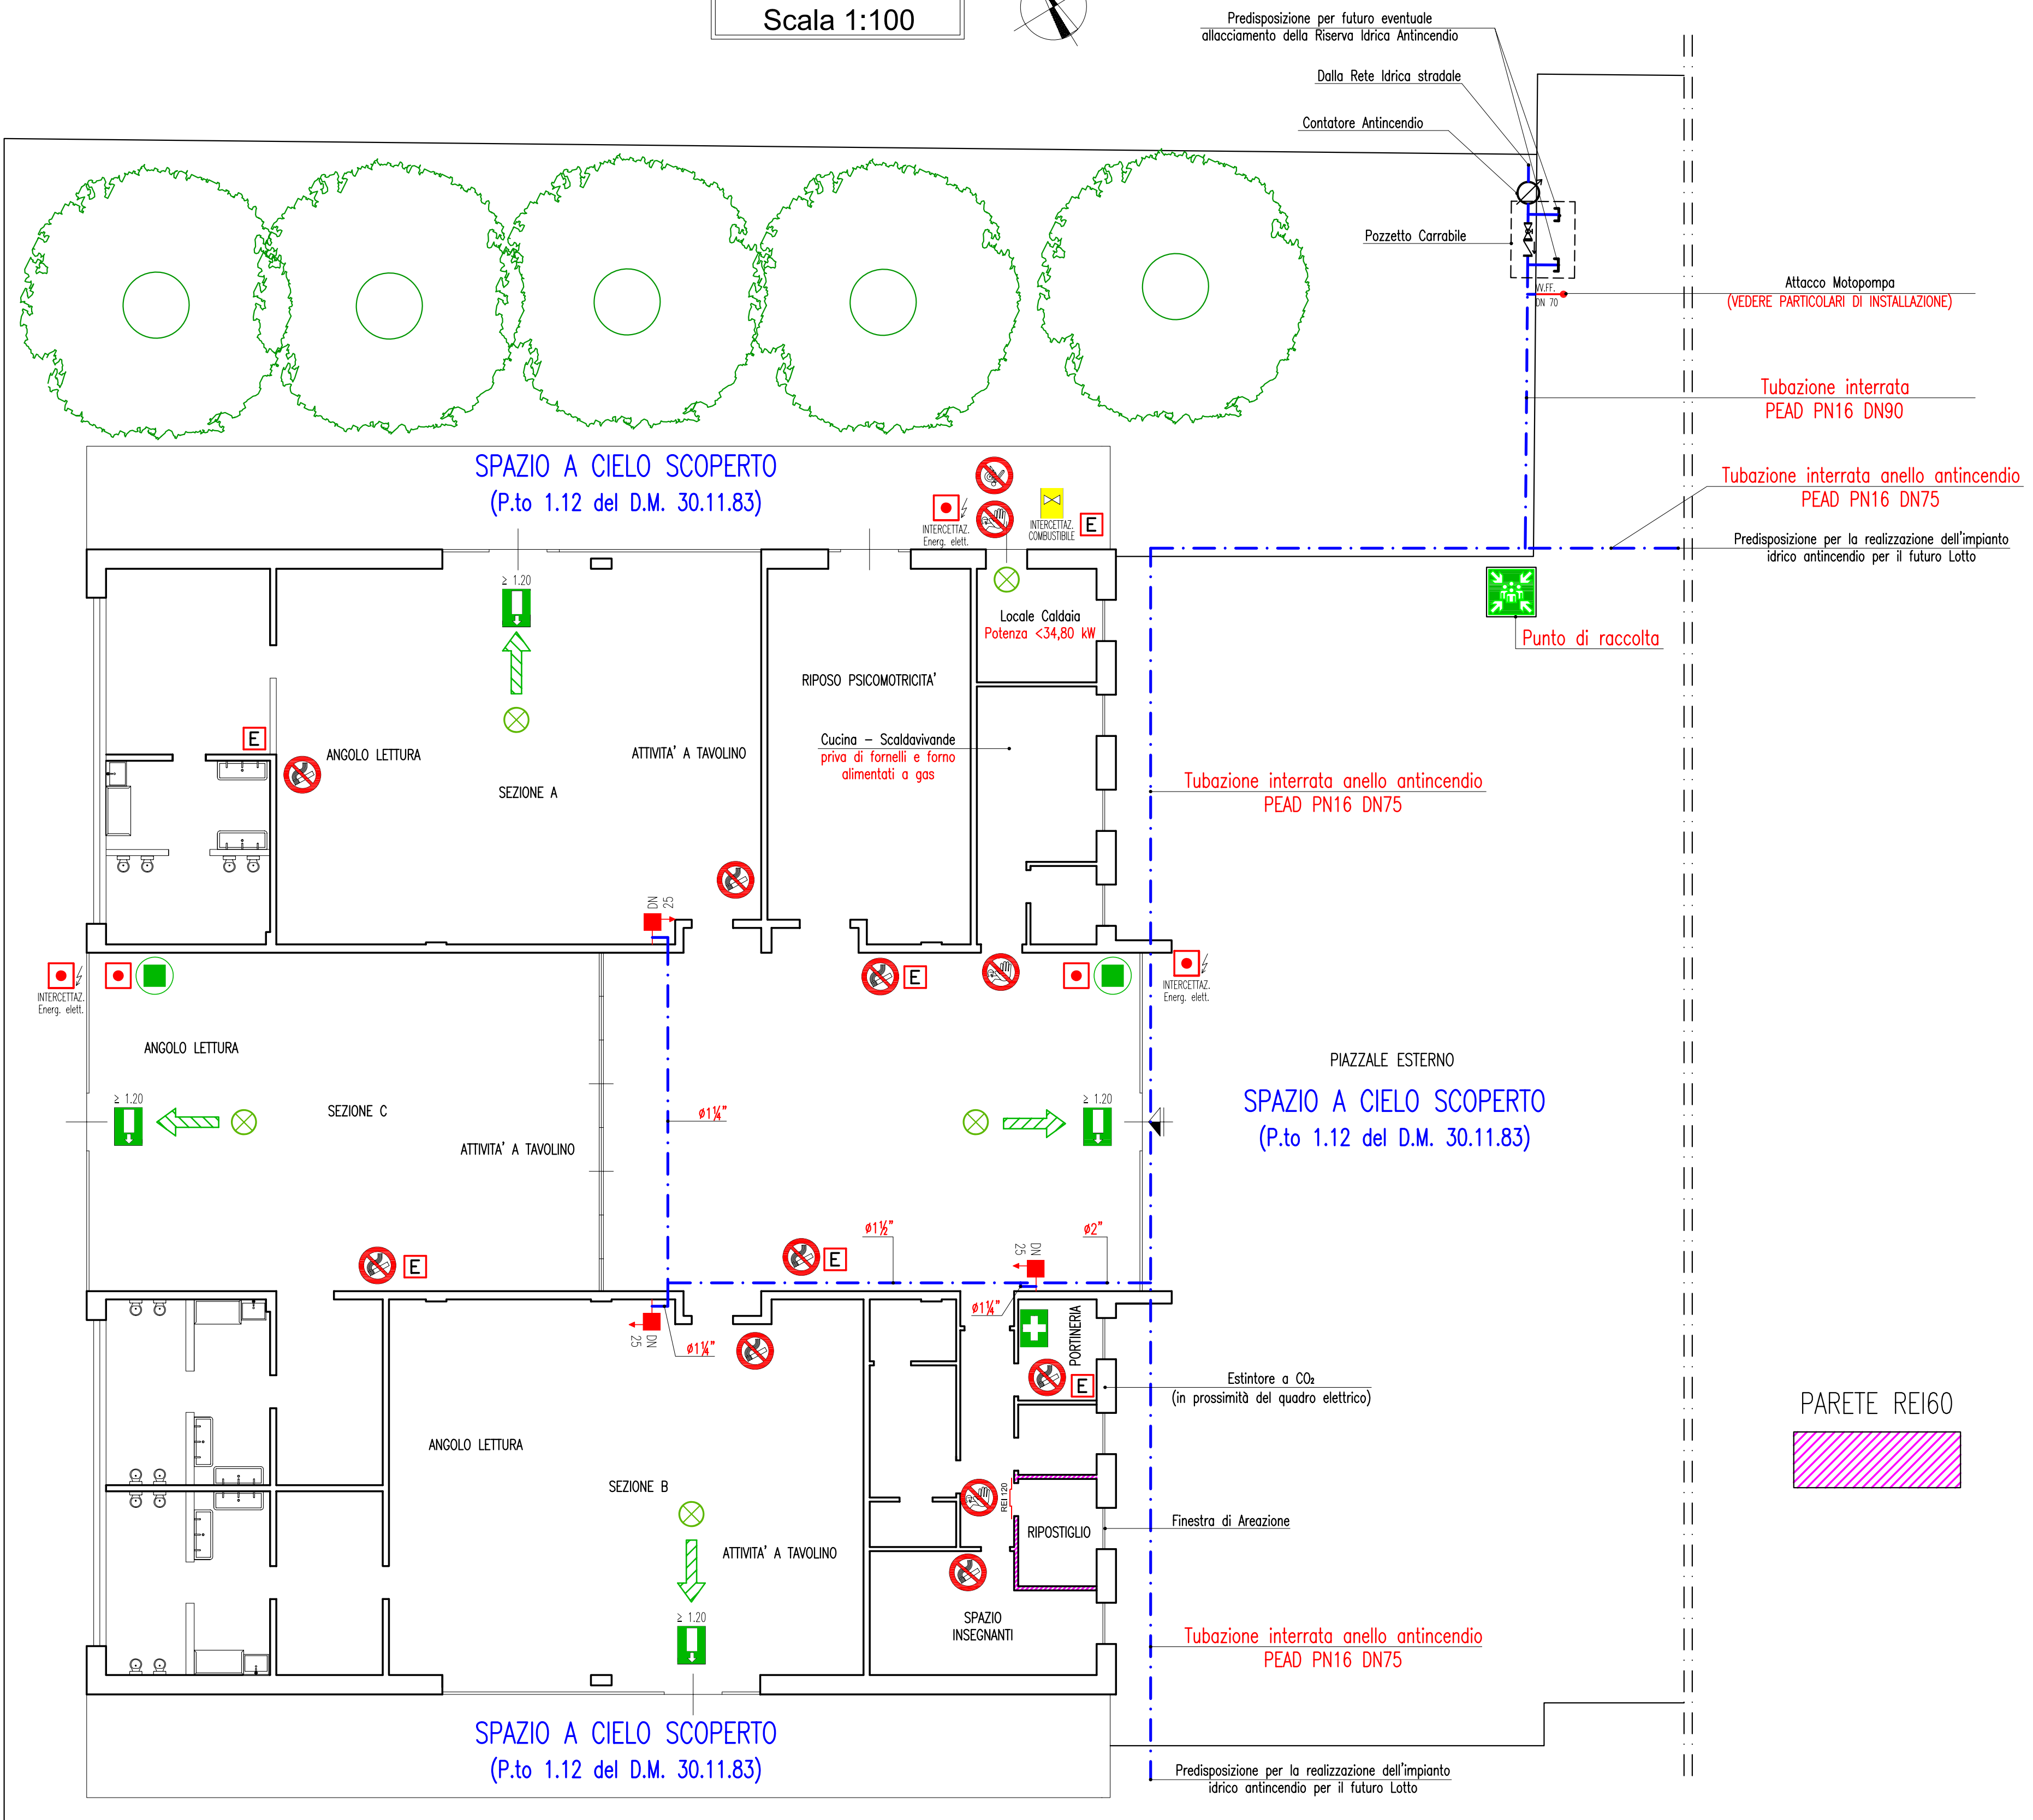 Scala 1:100
Predisposizione per futuro eventuale
allacciamento della Riserva Idrica Antincendio
Dalla Rete Idrica stradale
Contatore Antincendio
Pozzetto Carrabile
VV.FF.
DN 70
Attacco Motopompa
(VEDERE PARTICOLARI DI INSTALLAZIONE)
Tubazione interrata
PEAD PN16 DN90
Tubazione interrata anello antincendio
PEAD PN16 DN75
Predisposizione per la realizzazione dell'impianto
idrico antincendio per il futuro Lotto
Punto di raccolta
SPAZIO A CIELO SCOPERTO
(P.to 1.12 del D.M. 30.11.83)
INTERCETTAZ.
Energ. elett.
INTERCETTAZ.
COMBUSTIBILE
E
≥ 1.20
Locale Caldaia
Potenza <34,80 kW
RIPOSO PSICOMOTRICITA'
Cucina – Scaldavivande
priva di fornelli e forno
alimentati a gas
E
ANGOLO LETTURA
ATTIVITA' A TAVOLINO
SEZIONE A
Tubazione interrata anello antincendio
PEAD PN16 DN75
DN
25
INTERCETTAZ.
Energ. elett.
E
INTERCETTAZ.
Energ. elett.
ANGOLO LETTURA
≥ 1.20
SEZIONE C
ATTIVITA' A TAVOLINO
ø1¼"
≥ 1.20
PIAZZALE ESTERNO
SPAZIO A CIELO SCOPERTO
(P.to 1.12 del D.M. 30.11.83)
E
E
ø1½"
ø2"
DN
25
ø1¼"
DN
25
ø1¼"
PORTINERIA
E
Estintore a CO₂
(in prossimità del quadro elettrico)
PARETE REI60
ANGOLO LETTURA
SEZIONE B
ATTIVITA' A TAVOLINO
≥ 1.20
REI 120
RIPOSTIGLIO
Finestra di Areazione
SPAZIO
INSEGNANTI
Tubazione interrata anello antincendio
PEAD PN16 DN75
SPAZIO A CIELO SCOPERTO
(P.to 1.12 del D.M. 30.11.83)
Predisposizione per la realizzazione dell'impianto
idrico antincendio per il futuro Lotto